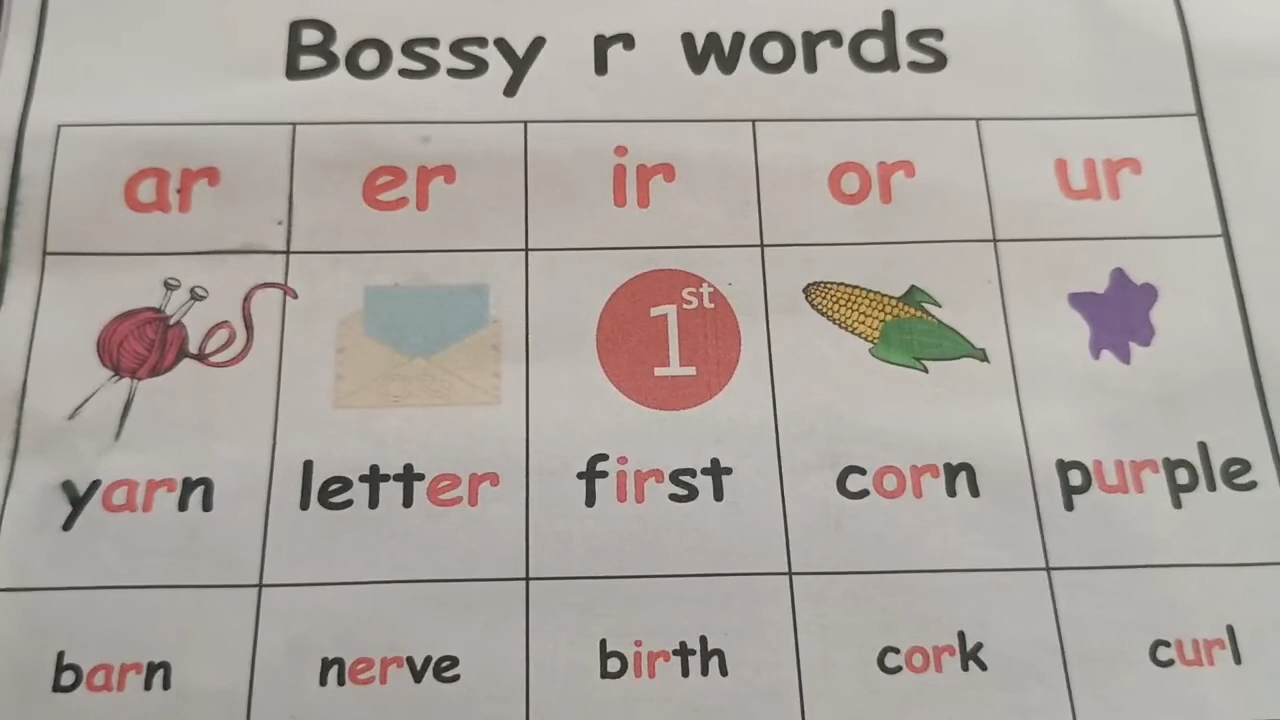 Bossy r words
ar er ir or ur
1st
yarn letter first corn purple
barn nerve birth cork curl